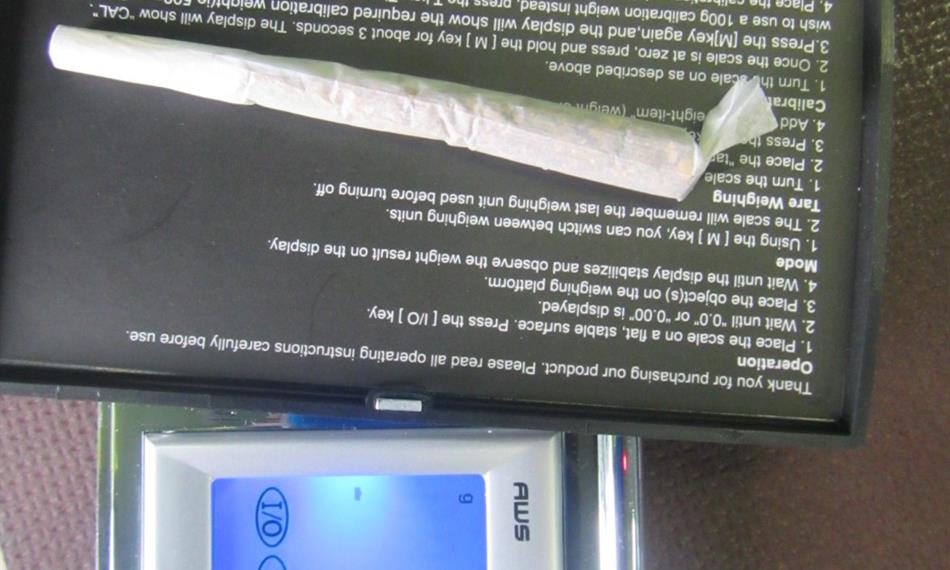 Thank you for purchasing our product. Please read all operating instructions carefully before use.
Operation
1. Place the scale on a flat, stable surface. Press the [ I/O ] key.
2. Wait until "0.0" or "0.00" is displayed.
3. Place the object(s) on the weighing platform.
4. Wait until the display stabilizes and observe the weight result on the display.
Mode
1. Using the [ M ] key, you can switch between weighing units.
2. The scale will remember the last weighing unit used before turning off.
Tare Weighing
1. Turn the scale
2. Place the
3. Press
4. Add
1. Turn scale on as described above.
2. Once the scale is at zero, press and hold the [ M ] key for about 3 seconds. The display will show "CAL".
3. Press the [M]key again,and the display will show the required calibration weight
wish to use a 100g calibration weight instead, press the
4. Place the
AWS
g
I/O